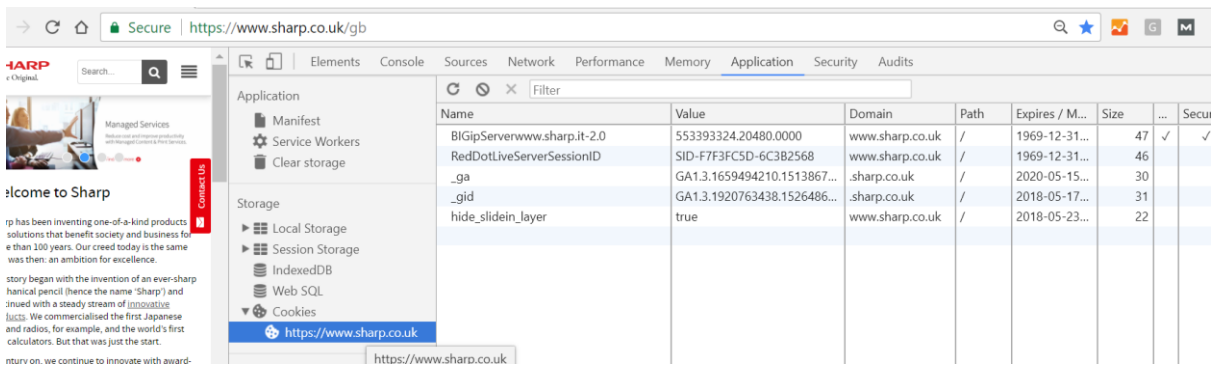 Secure https://www.sharp.co.uk/gb G M
HARP
Search...
Elements Console Sources Network Performance Memory Application Security Audits
Application
Manifest
Service Workers
Clear storage
Storage
Local Storage
Session Storage
IndexedDB
Web SQL
Cookies
https://www.sharp.co.uk
https://www.sharp.co.uk
Filter
Name Value Domain Path Expires / M... Size ... Secur
BIGipServerwww.sharp.it-2.0 553393324.20480.0000 www.sharp.co.uk / 1969-12-31... 47 ✓ ✓
RedDotLiveServerSessionID SID-F7F3FC5D-6C3B2568 www.sharp.co.uk / 1969-12-31... 46
_ga GA1.3.1659494210.1513867... .sharp.co.uk / 2020-05-15... 30
_gid GA1.3.1920763438.1526486... .sharp.co.uk / 2018-05-17... 31
hide_slidein_layer true www.sharp.co.uk / 2018-05-23... 22
Managed Services
Reduce cost and improve productivity
with Managed Content & Print Services.
Contact Us
elcome to Sharp
rp has been inventing one-of-a-kind products
solutions that benefit society and business for
e than 100 years. Our creed today is the same
was then: an ambition for excellence.
story began with the invention of an ever-sharp
hanical pencil (hence the name 'Sharp') and
tinued with a steady stream of innovative
ducts. We commercialised the first Japanese
and radios, for example, and the world's first
calculators. But that was just the start.
ntury on, we continue to innovate with award-